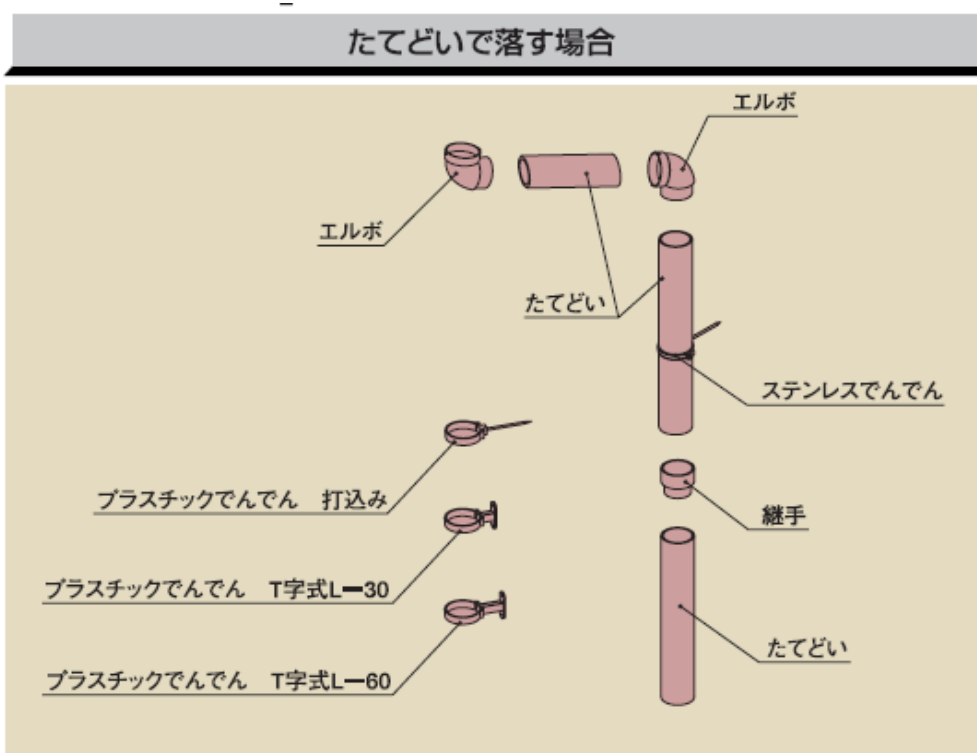 たてどいで落す場合
エルボ
エルボ
たてどい
ステンレスでんでん
プラスチックでんでん 打込み
継手
プラスチックでんでん T字式L−30
たてどい
プラスチックでんでん T字式L−60